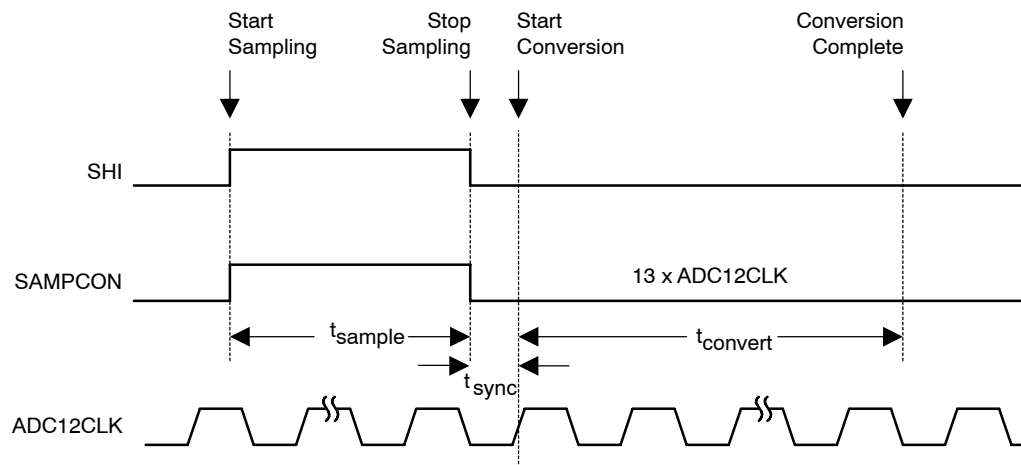 Start
Sampling
Stop
Sampling
Start
Conversion
Conversion
Complete
SHI
SAMPCON
13 x ADC12CLK
tsample
tconvert
tsync
ADC12CLK